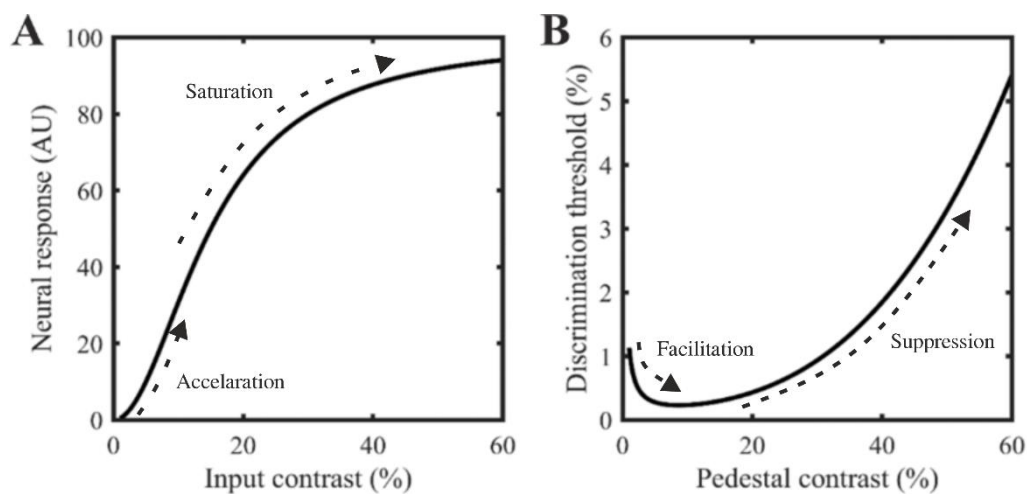 A
Neural response (AU)
100
80
60
40
20
0
Saturation
Accelaration
0 20 40 60
Input contrast (%)
B
Discrimination threshold (%)
6
5
4
3
2
1
0
Facilitation
Suppression
0 20 40 60
Pedestal contrast (%)